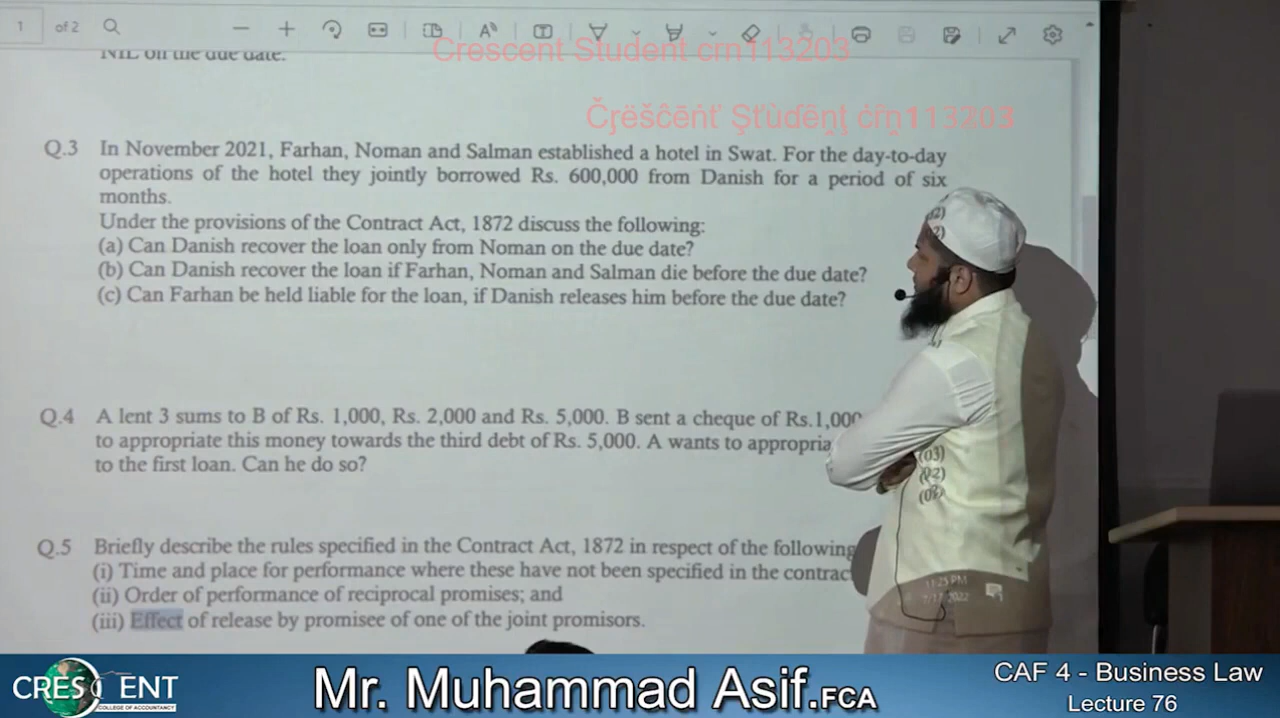 1 of 2
NIL on the due date.
Crescent Student crn113203
Čŗëšĉēṅť Şťùđêņţ ċȓṉ113203
Q.3 In November 2021, Farhan, Noman and Salman established a hotel in Swat. For the day-to-day
operations of the hotel they jointly borrowed Rs. 600,000 from Danish for a period of six
months.
Under the provisions of the Contract Act, 1872 discuss the following:
(a) Can Danish recover the loan only from Noman on the due date?
(b) Can Danish recover the loan if Farhan, Noman and Salman die before the due date?
(c) Can Farhan be held liable for the loan, if Danish releases him before the due date?
Q.4 A lent 3 sums to B of Rs. 1,000, Rs. 2,000 and Rs. 5,000. B sent a cheque of Rs.1,000
to appropriate this money towards the third debt of Rs. 5,000. A wants to appropria
to the first loan. Can he do so?
(03)
(02)
Q.5 Briefly describe the rules specified in the Contract Act, 1872 in respect of the following
(i) Time and place for performance where these have not been specified in the contrac
(ii) Order of performance of reciprocal promises; and
(iii) Effect of release by promisee of one of the joint promisors.
11:25 PM
CRESCENT
COLLEGE OF ACCOUNTANCY
Mr. Muhammad Asif.FCA
CAF 4 - Business Law
Lecture 76